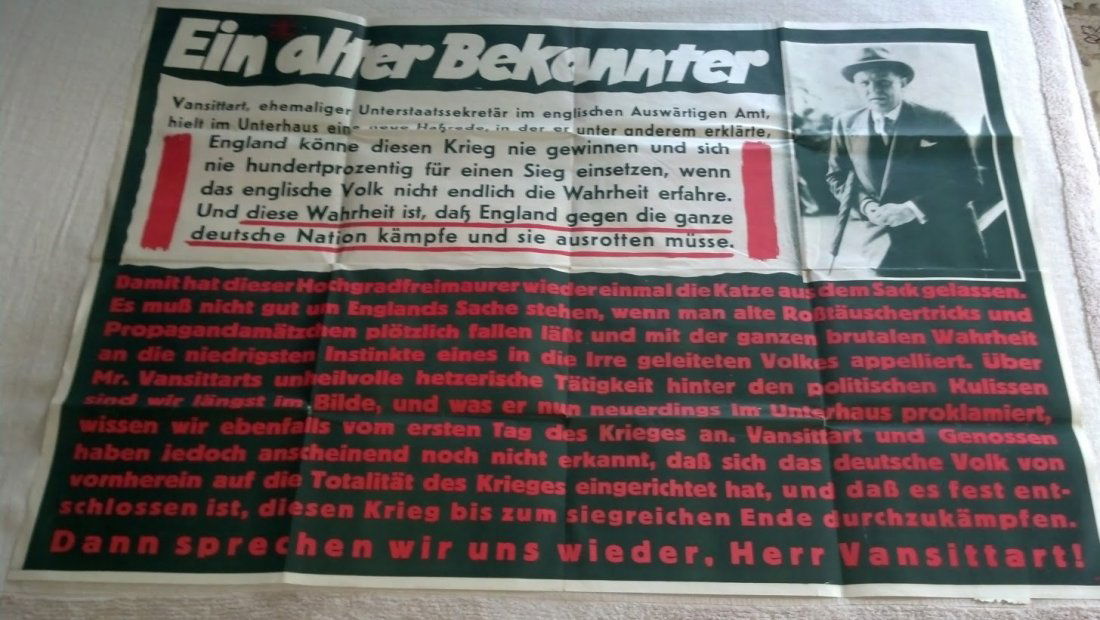 Ein alter Bekannter
Vansittart, ehemaliger Unterstaatssekretär im englischen Auswärtigen Amt,
hielt im Unterhaus eine neue Haßrede, in der er unter anderem erklärte,
England könne diesen Krieg nie gewinnen und sich
nie hundertprozentig für einen Sieg einsetzen, wenn
das englische Volk nicht endlich die Wahrheit erfahre.
Und diese Wahrheit ist, daß England gegen die ganze
deutsche Nation kämpfe und sie ausrotten müsse.
Damit hat dieser Hochgradfreimaurer wieder einmal die Katze aus dem Sack gelassen.
Es muß nicht gut um Englands Sache stehen, wenn man alte Roßtäuschertricks und
Propagandamätzchen plötzlich fallen läßt und mit der ganzen brutalen Wahrheit
an die niedrigsten Instinkte eines in die Irre geleiteten Volkes appelliert. Über
Mr. Vansittarts unheilvolle hetzerische Tätigkeit hinter den politischen Kulissen
sind wir längst im Bilde, und was er nun neuerdings im Unterhaus proklamiert,
wissen wir ebenfalls vom ersten Tag des Krieges an. Vansittart und Genossen
haben jedoch anscheinend noch nicht erkannt, daß sich das deutsche Volk von
vornherein auf die Totalität des Krieges eingerichtet hat, und daß es fest ent-
schlossen ist, diesen Krieg bis zum siegreichen Ende durchzukämpfen.
Dann sprechen wir uns wieder, Herr Vansittart!